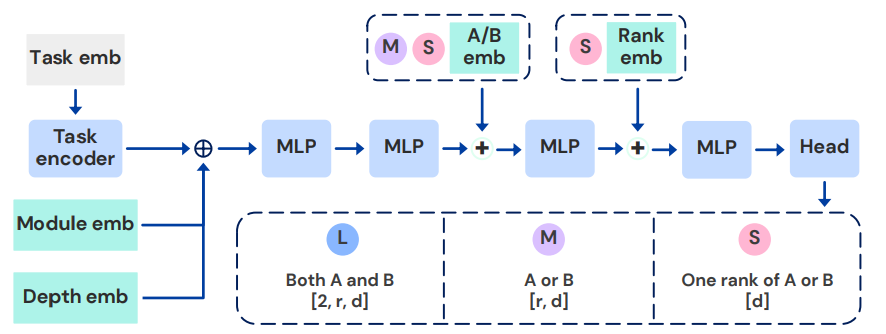 M S A/B
emb
S Rank
emb
Task emb
Task
encoder
MLP
MLP
+
MLP
+
MLP
Head
Module emb
Depth emb
L
Both A and B
[2, r, d]
M
A or B
[r, d]
S
One rank of A or B
[d]